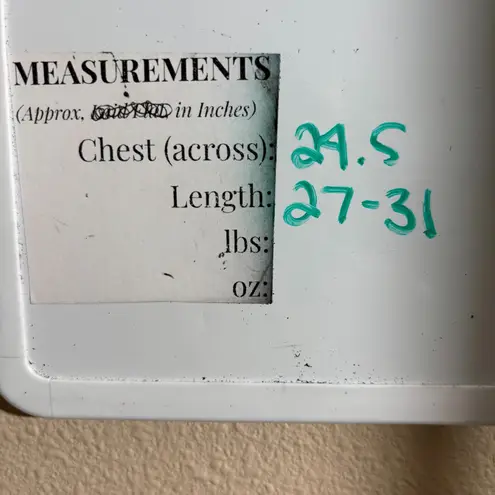 MEASUREMENTS
(Approx, in Inches)
Chest (across): 24.5
Length: 27-31
lbs:
oz: